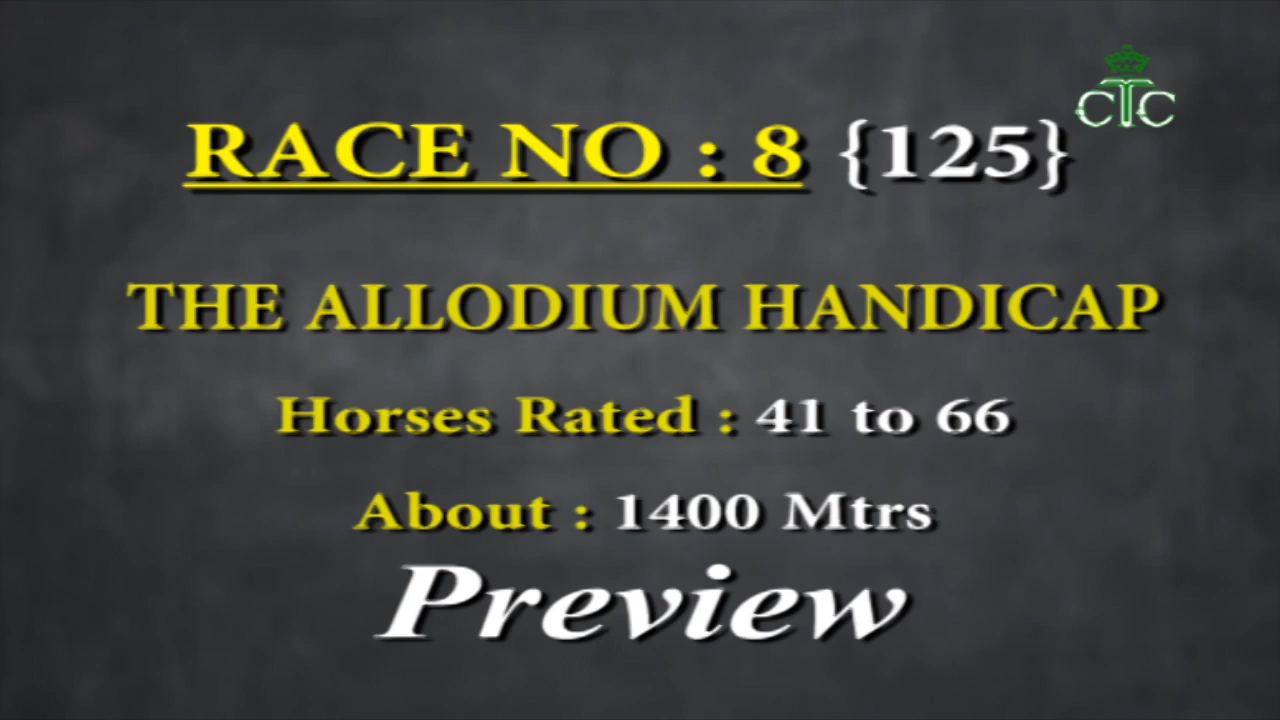 CTC
RACE NO : 8 {125}
THE ALLODIUM HANDICAP
Horses Rated : 41 to 66
About : 1400 Mtrs
Preview